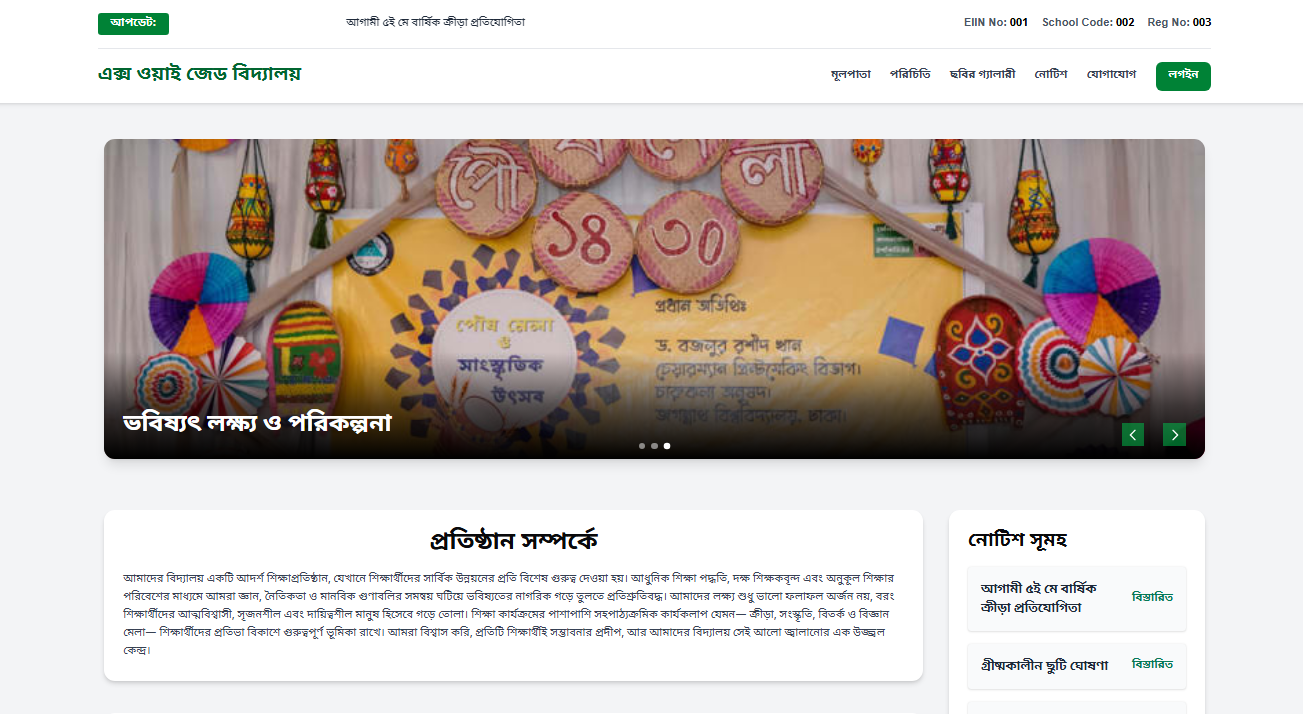 আপডেট:
আগামী ৫ই মে বার্ষিক ক্রীড়া প্রতিযোগিতা
EIIN No: 001 School Code: 002 Reg No: 003
এক্স ওয়াই জেড বিদ্যালয়
মূলপাতা পরিচিতি ছবির গ্যালারী নোটিশ যোগাযোগ লগইন
পৌ
লা
১৪ ৩০
প্রধান অতিথিঃ
পৌষ মেলা
ও
সাংস্কৃতিক
উৎসব
ড. বজলুর রশীদ খান
চেয়ারম্যান প্রিন্টমেকিং বিভাগ।
চারুকলা অনুষদ।
জগন্নাথ বিশ্ববিদ্যালয়, ঢাকা।
ভবিষ্যৎ লক্ষ্য ও পরিকল্পনা
প্রতিষ্ঠান সম্পর্কে
আমাদের বিদ্যালয় একটি আদর্শ শিক্ষাপ্রতিষ্ঠান, যেখানে শিক্ষার্থীদের সার্বিক উন্নয়নের প্রতি বিশেষ গুরুত্ব দেওয়া হয়। আধুনিক শিক্ষা পদ্ধতি, দক্ষ শিক্ষকবৃন্দ এবং অনুকূল শিক্ষার
পরিবেশের মাধ্যমে আমরা জ্ঞান, নৈতিকতা ও মানবিক গুণাবলির সমন্বয় ঘটিয়ে ভবিষ্যতের নাগরিক গড়ে তুলতে প্রতিশ্রুতিবদ্ধ। আমাদের লক্ষ্য শুধু ভালো ফলাফল অর্জন নয়, বরং
শিক্ষার্থীদের আত্মবিশ্বাসী, সৃজনশীল এবং দায়িত্বশীল মানুষ হিসেবে গড়ে তোলা। শিক্ষা কার্যক্রমের পাশাপাশি সহপাঠ্যক্রমিক কার্যকলাপ যেমন— ক্রীড়া, সংস্কৃতি, বিতর্ক ও বিজ্ঞান
মেলা— শিক্ষার্থীদের প্রতিভা বিকাশে গুরুত্বপূর্ণ ভূমিকা রাখে। আমরা বিশ্বাস করি, প্রতিটি শিক্ষার্থীই সম্ভাবনার প্রদীপ, আর আমাদের বিদ্যালয় সেই আলো জ্বালানোর এক উজ্জ্বল
কেন্দ্র।
নোটিশ সূমহ
আগামী ৫ই মে বার্ষিক
ক্রীড়া প্রতিযোগিতা
বিস্তারিত
গ্রীষ্মকালীন ছুটি ঘোষণা
বিস্তারিত